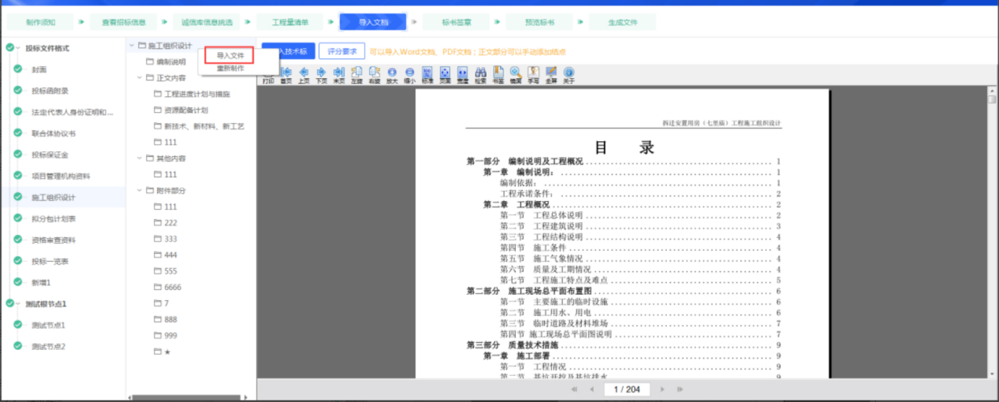 制作须知
查看招标信息
诚信库信息挑选
工程量清单
导入文档
标书签章
预览标书
生成文件
投标文件格式
封面
投标函附录
法定代表人身份证明和...
联合体协议书
投标保证金
项目管理机构资料
施工组织设计
拟分包计划表
资格审查资料
投标一览表
新增1
测试根节点1
测试节点1
测试节点2
施工组织设计
编制说明
正文内容
工程进度计划与措施
资源配备计划
新技术、新材料、新工艺
111
其他内容
111
附件部分
111
222
333
444
555
6666
7
888
999
★
导入文件
重新制作
入技术标
评分要求
可以导入Word文档、PDF文档；正文部分可以手动添加结点
打印 首页 上页 下页 末页 左旋 右旋 放大 缩小 标准 页面 宽度 检索 书签 手写 全屏 关于
拆迁安置用房（七里庙）工程施工组织设计
目 录
第一部分 编制说明及工程概况 1
第一章 编制说明： 1
编制依据： 1
工程承诺条件： 2
第二章 工程概况 2
第一节 工程总体说明 2
第二节 工程建筑说明 3
第三节 工程结构说明 4
第四节 施工条件 4
第五节 施工气象情况 4
第六节 质量及工期情况 4
第七节 工程施工特点及难点 5
第二部分 施工现场总平面布置图 6
第一节 主要施工的临时设施 6
第二节 施工用水、用电 6
第三节 临时道路及材料堆场 7
第四节 施工现场总平面图说明 7
第三部分 质量技术措施 9
第一章 施工部署 9
第一节 工程情况 9
第二节 基坑开挖及基坑排水 9
1 / 204